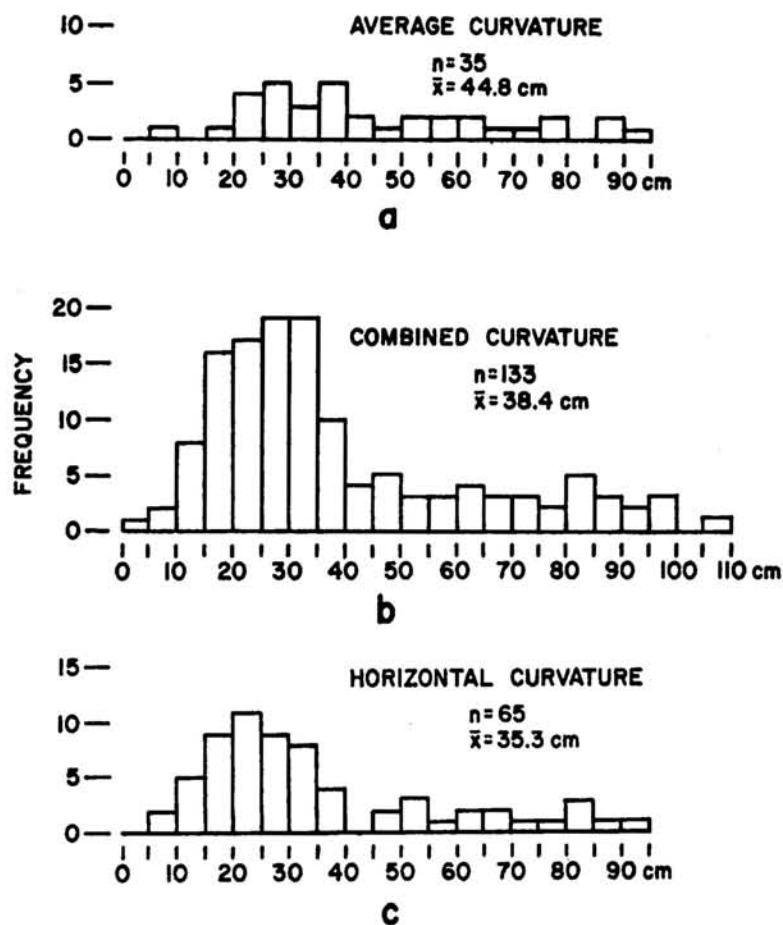 AVERAGE CURVATURE
n=35
x̄=44.8 cm
10
5
0
0 10 20 30 40 50 60 70 80 90 cm
a
COMBINED CURVATURE
n=133
x̄=38.4 cm
FREQUENCY
20
15
10
5
0
0 10 20 30 40 50 60 70 80 90 100 110 cm
b
HORIZONTAL CURVATURE
n=65
x̄=35.3 cm
15
10
5
0
0 10 20 30 40 50 60 70 80 90 cm
c